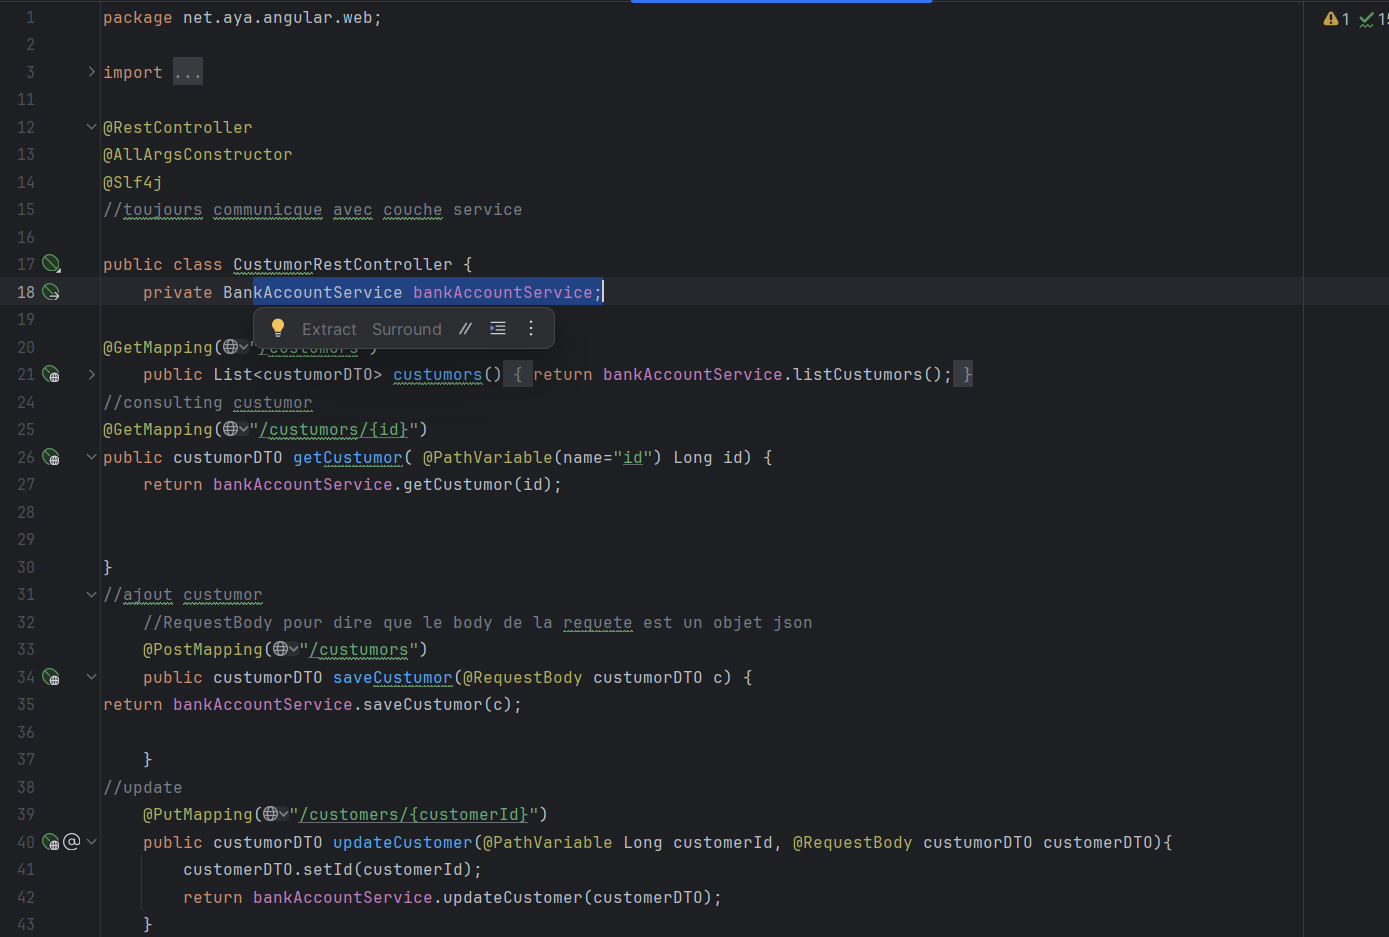 1 package net.aya.angular.web;
2
3 import ...
11
12 @RestController
13 @AllArgsConstructor
14 @Slf4j
15 //toujours communicque avec couche service
16
17 public class CustumorRestController {
18 private BankAccountService bankAccountService;
19
Extract Surround
20 @GetMapping("/custumors")
21 public List<custumorDTO> custumors() { return bankAccountService.listCustumors(); }
24 //consulting custumor
25 @GetMapping("/custumors/{id}")
26 public custumorDTO getCustumor( @PathVariable(name="id") Long id) {
27 return bankAccountService.getCustumor(id);
28
29
30 }
31 //ajout custumor
32 //RequestBody pour dire que le body de la requete est un objet json
33 @PostMapping("/custumors")
34 public custumorDTO saveCustumor(@RequestBody custumorDTO c) {
35 return bankAccountService.saveCustumor(c);
36
37 }
38 //update
39 @PutMapping("/customers/{customerId}")
40 public custumorDTO updateCustomer(@PathVariable Long customerId, @RequestBody custumorDTO customerDTO){
41 customerDTO.setId(customerId);
42 return bankAccountService.updateCustomer(customerDTO);
43 }
1